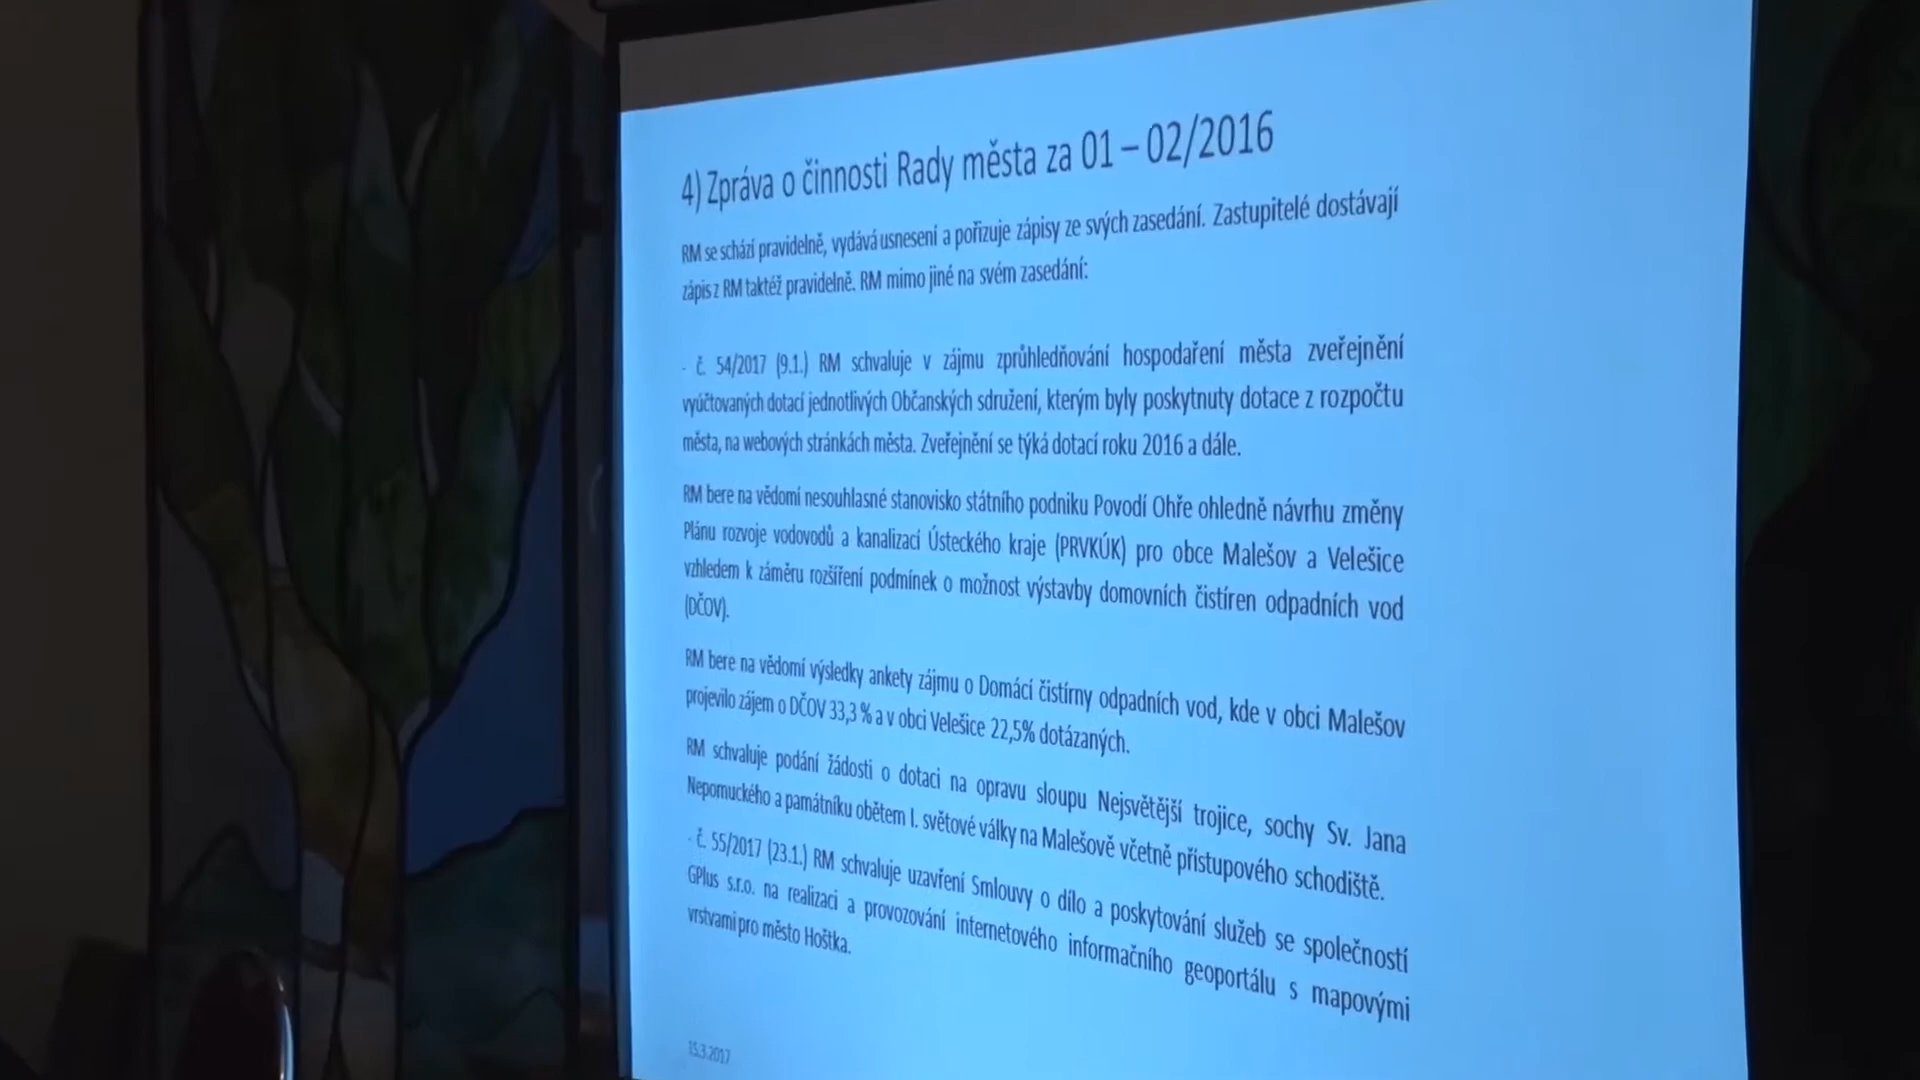 4) Zpráva o činnosti Rady města za 01 – 02/2016
RM se schází pravidelně, vydává usnesení a pořizuje zápisy ze svých zasedání. Zastupitelé dostávají
zápis z RM taktéž pravidelně. RM mimo jiné na svém zasedání:
- č. 54/2017 (9.1.) RM schvaluje v zájmu zprůhledňování hospodaření města zveřejnění
vyúčtovaných dotací jednotlivých Občanských sdružení, kterým byly poskytnuty dotace z rozpočtu
města, na webových stránkách města. Zveřejnění se týká dotací roku 2016 a dále.
RM bere na vědomí nesouhlasné stanovisko státního podniku Povodí Ohře ohledně návrhu změny
Plánu rozvoje vodovodů a kanalizací Ústeckého kraje (PRVKÚK) pro obce Malešov a Velešice
vzhledem k záměru rozšíření podmínek o možnost výstavby domovních čistíren odpadních vod
(DČOV).
RM bere na vědomí výsledky ankety zájmu o Domácí čistírny odpadních vod, kde v obci Malešov
projevilo zájem o DČOV 33,3 % a v obci Velešice 22,5% dotázaných.
RM schvaluje podání žádosti o dotaci na opravu sloupu Nejsvětější trojice, sochy Sv. Jana
Nepomuckého a památníku obětem I. světové války na Malešově včetně přístupového schodiště.
- č. 55/2017 (23.1.) RM schvaluje uzavření Smlouvy o dílo a poskytování služeb se společností
GPlus s.r.o. na realizaci a provozování internetového informačního geoportálu s mapovými
vrstvami pro město Hoštka.
15.3.2017